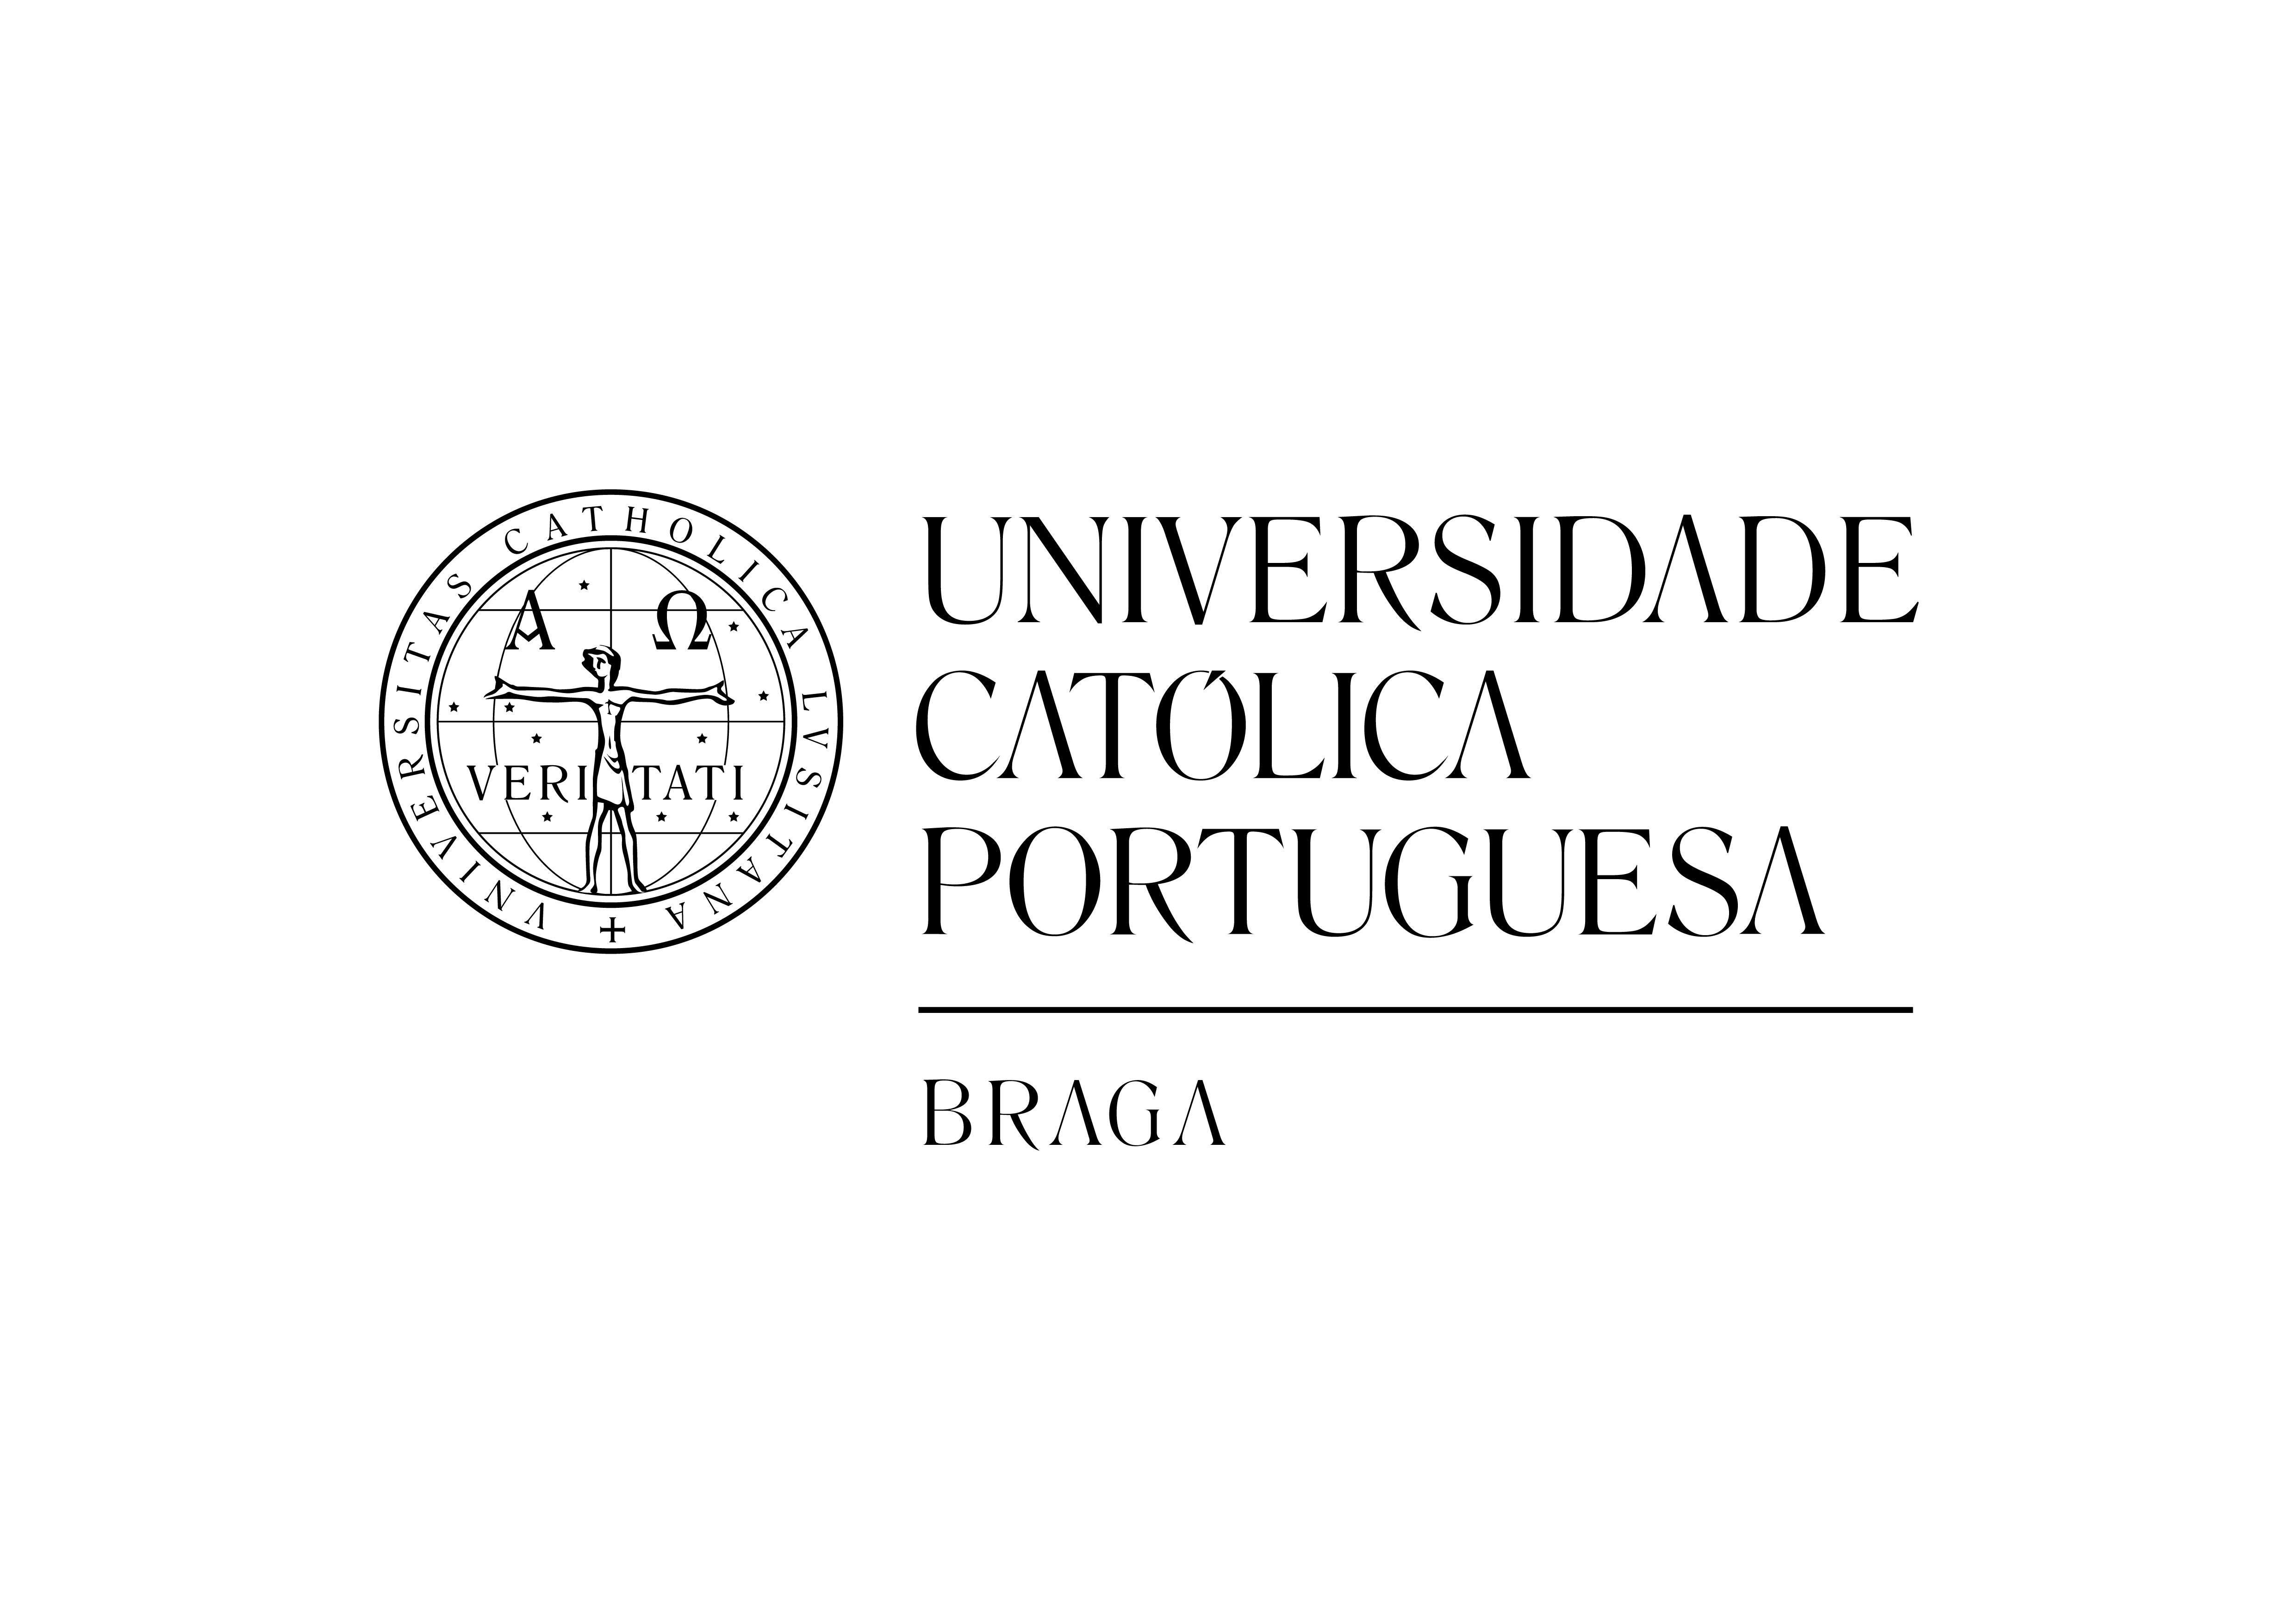 VNIVERSITAS CATHOLICA LVSITANA
Α Ω
VERITATI
UNIVERSIDADE
CATÓLICA
PORTUGUESA
BRAGA